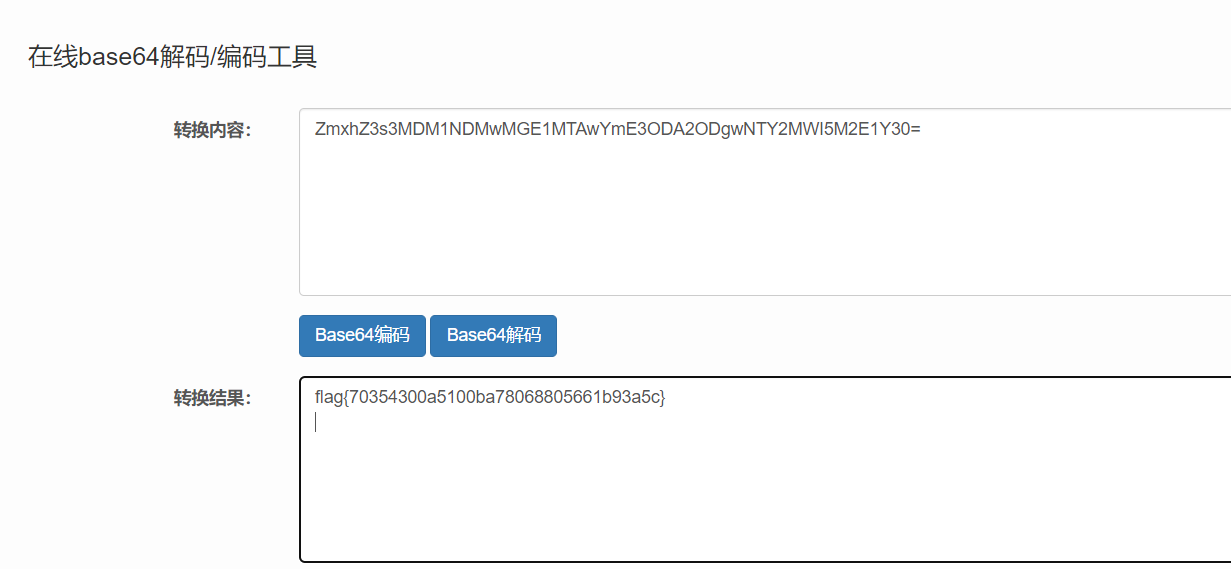 在线base64解码/编码工具
转换内容：
ZmxhZ3s3MDM1NDMwMGE1MTAwYmE3ODA2ODgwNTY2MWI5M2E1Y30=
Base64编码 Base64解码
转换结果：
flag{70354300a5100ba78068805661b93a5c}